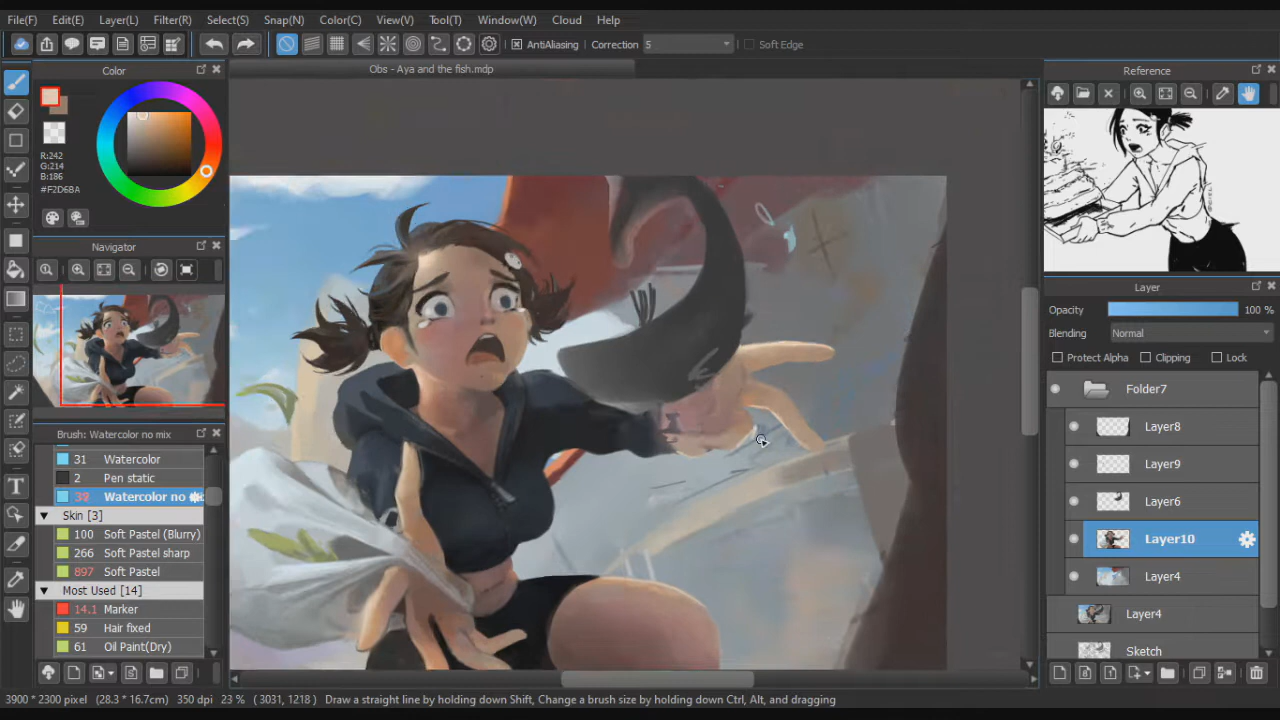 File(F) Edit(E) Layer(L) Filter(R) Select(S) Snap(N) Color(C) View(V) Tool(T) Window(W) Cloud Help
AntiAliasing Correction 5 Soft Edge
Color
Obs - Aya and the fish.mdp
Reference
R:242
G:214
B:186
#F2D6BA
Navigator
Layer
Opacity 100 %
Blending Normal
Protect Alpha Clipping Lock
Folder7
Layer8
Layer9
Layer6
Layer10
Layer4
Layer4
Sketch
Brush: Watercolor no mix
31 Watercolor
2 Pen static
39 Watercolor no
Skin [3]
100 Soft Pastel (Blurry)
266 Soft Pastel sharp
897 Soft Pastel
Most Used [14]
14.1 Marker
59 Hair fixed
61 Oil Paint(Dry)
3900 * 2300 pixel (28.3 * 16.7cm) 350 dpi 23 % ( 3031, 1218 ) Draw a straight line by holding down Shift, Change a brush size by holding down Ctrl, Alt, and dragging